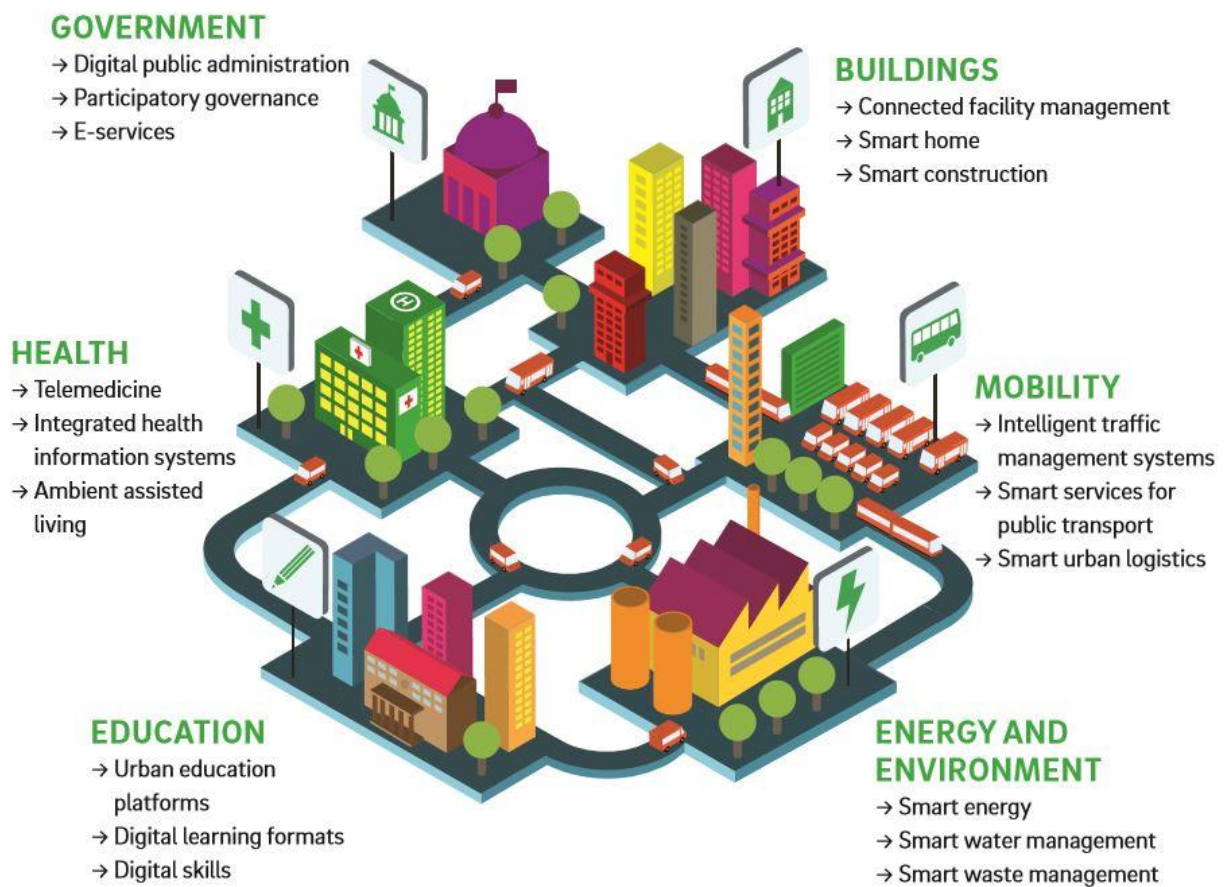 GOVERNMENT
→ Digital public administration
→ Participatory governance
→ E-services
BUILDINGS
→ Connected facility management
→ Smart home
→ Smart construction
HEALTH
→ Telemedicine
→ Integrated health
information systems
→ Ambient assisted
living
H
MOBILITY
→ Intelligent traffic
management systems
→ Smart services for
public transport
→ Smart urban logistics
EDUCATION
→ Urban education
platforms
→ Digital learning formats
→ Digital skills
ENERGY AND
ENVIRONMENT
→ Smart energy
→ Smart water management
→ Smart waste management